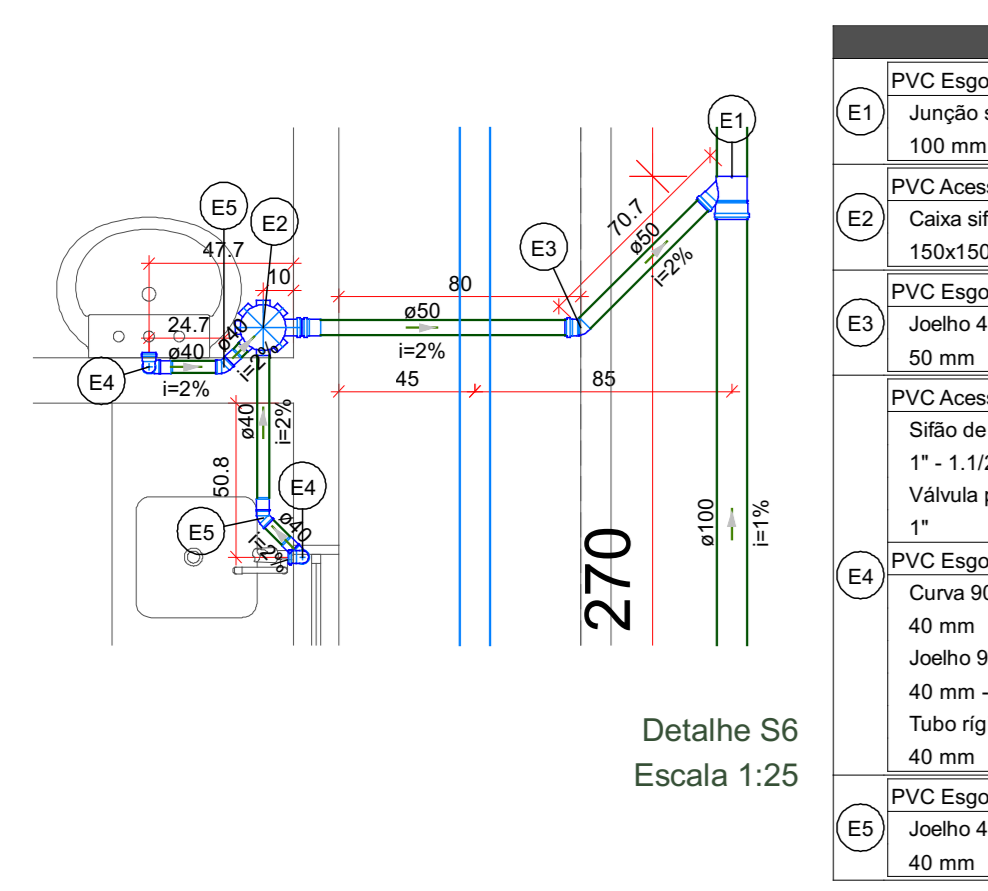 E1
E5
E2
47.7
10
E3
70.7
ø50
i=2%
80
ø50
i=2%
24.7
ø40
ø40
i=2%
i=2%
E4
45
85
ø40
i=2%
50.8
E4
E5
ø40
i=2%
ø100
i=1%
270
Detalhe S6
Escala 1:25
PVC Esgo
E1
Junção s
100 mm
PVC Acess
E2
Caixa sif
150x150
PVC Esgo
E3
Joelho 4
50 mm
PVC Acess
Sifão de
1" - 1.1/2
Válvula p
1"
E4
PVC Esgo
Curva 90
40 mm
Joelho 9
40 mm -
Tubo ríg
40 mm
PVC Esgo
E5
Joelho 4
40 mm